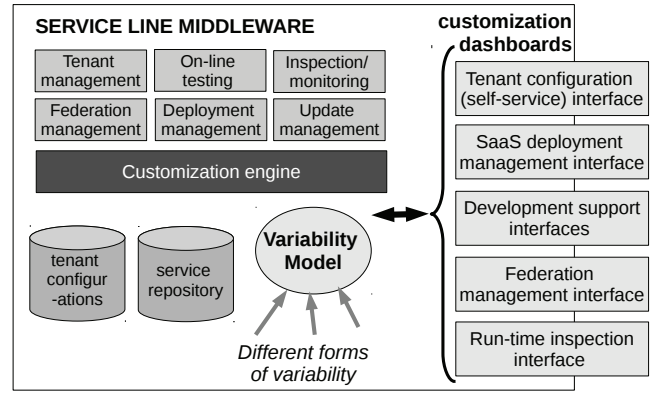 SERVICE LINE MIDDLEWARE
customization
dashboards
Tenant
management
On-line
testing
Inspection/
monitoring
Federation
management
Deployment
management
Update
management
Customization engine
tenant
configur
-ations
service
repository
Variability
Model
Different forms
of variability
Tenant configuration
(self-service) interface
SaaS deployment
management interface
Development support
interfaces
Federation
management interface
Run-time inspection
interface